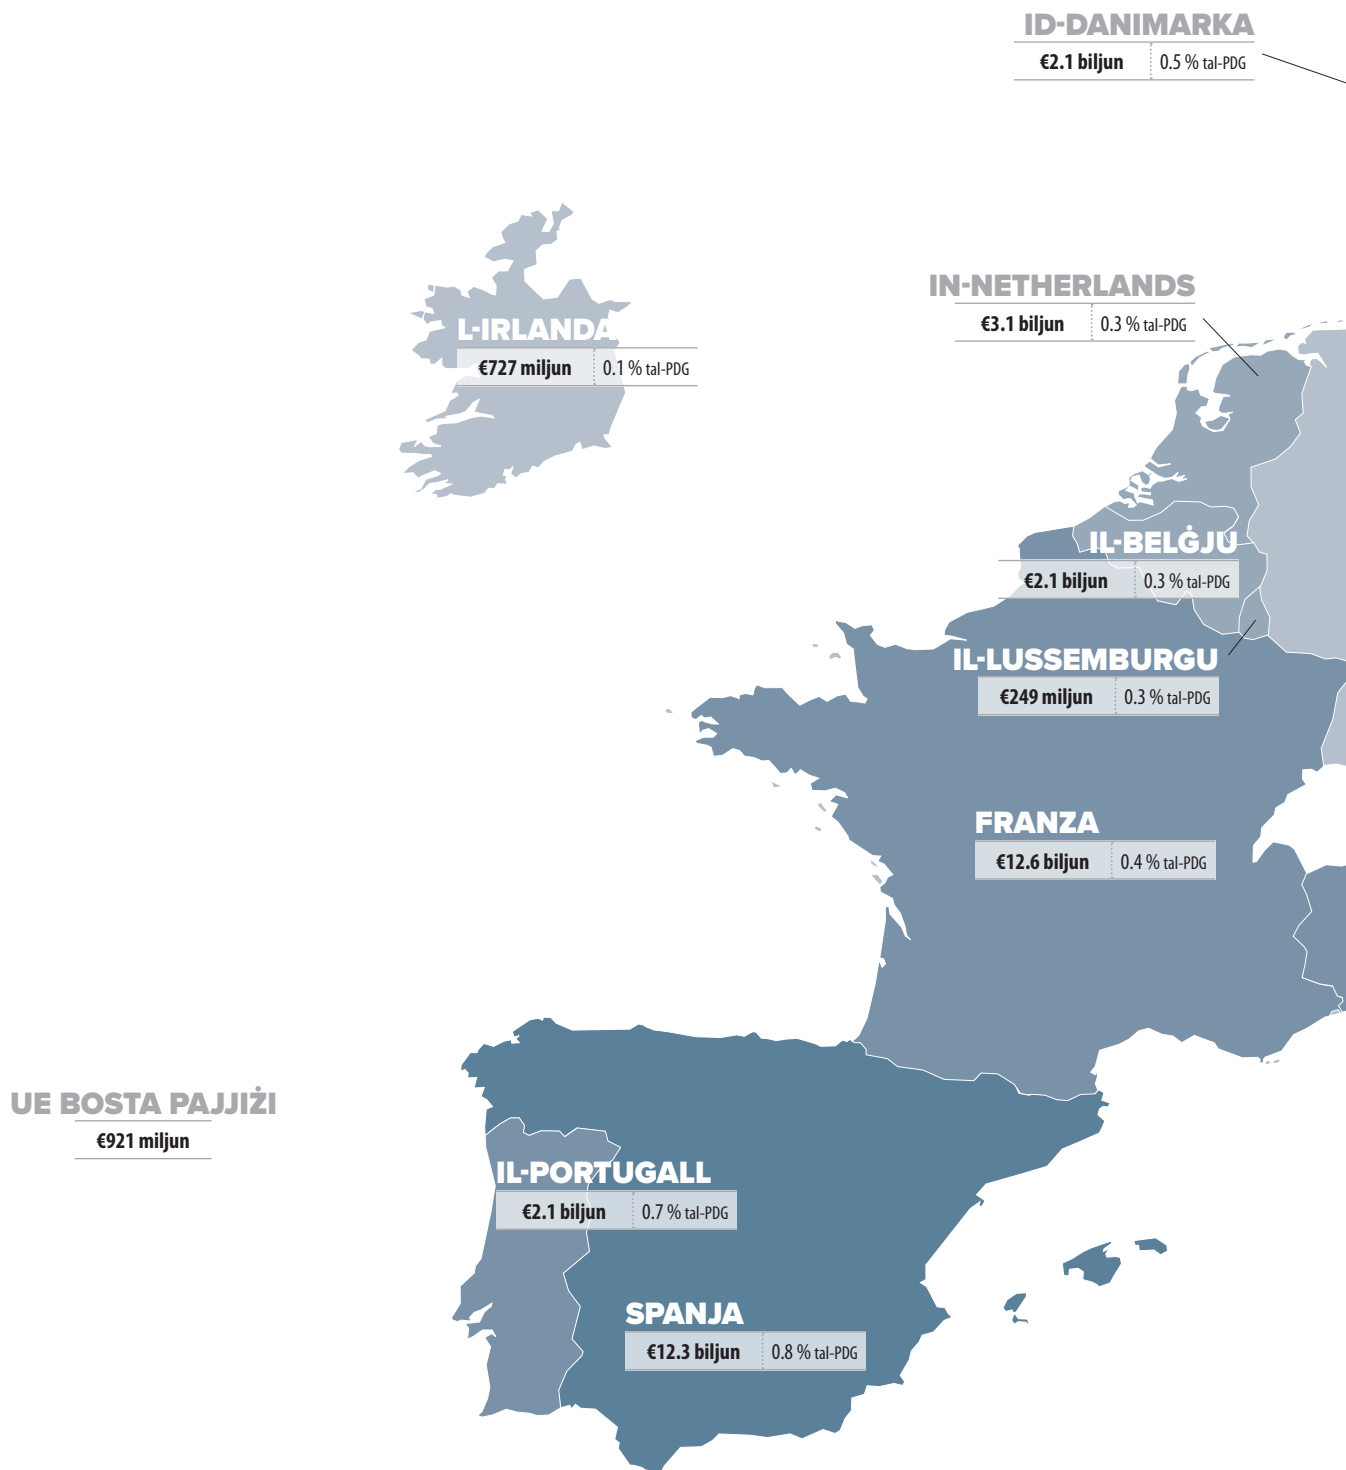 ID-DANIMARKA
€2.1 biljun 0.5 % tal-PDG
IN-NETHERLANDS
€3.1 biljun 0.3 % tal-PDG
L-IRLANDA
€727 miljun 0.1 % tal-PDG
IL-BELĠJU
€2.1 biljun 0.3 % tal-PDG
IL-LUSSEMBURGU
€249 miljun 0.3 % tal-PDG
FRANZA
€12.6 biljun 0.4 % tal-PDG
UE BOSTA PAJJIŻI
€921 miljun
IL-PORTUGALL
€2.1 biljun 0.7 % tal-PDG
SPANJA
€12.3 biljun 0.8 % tal-PDG